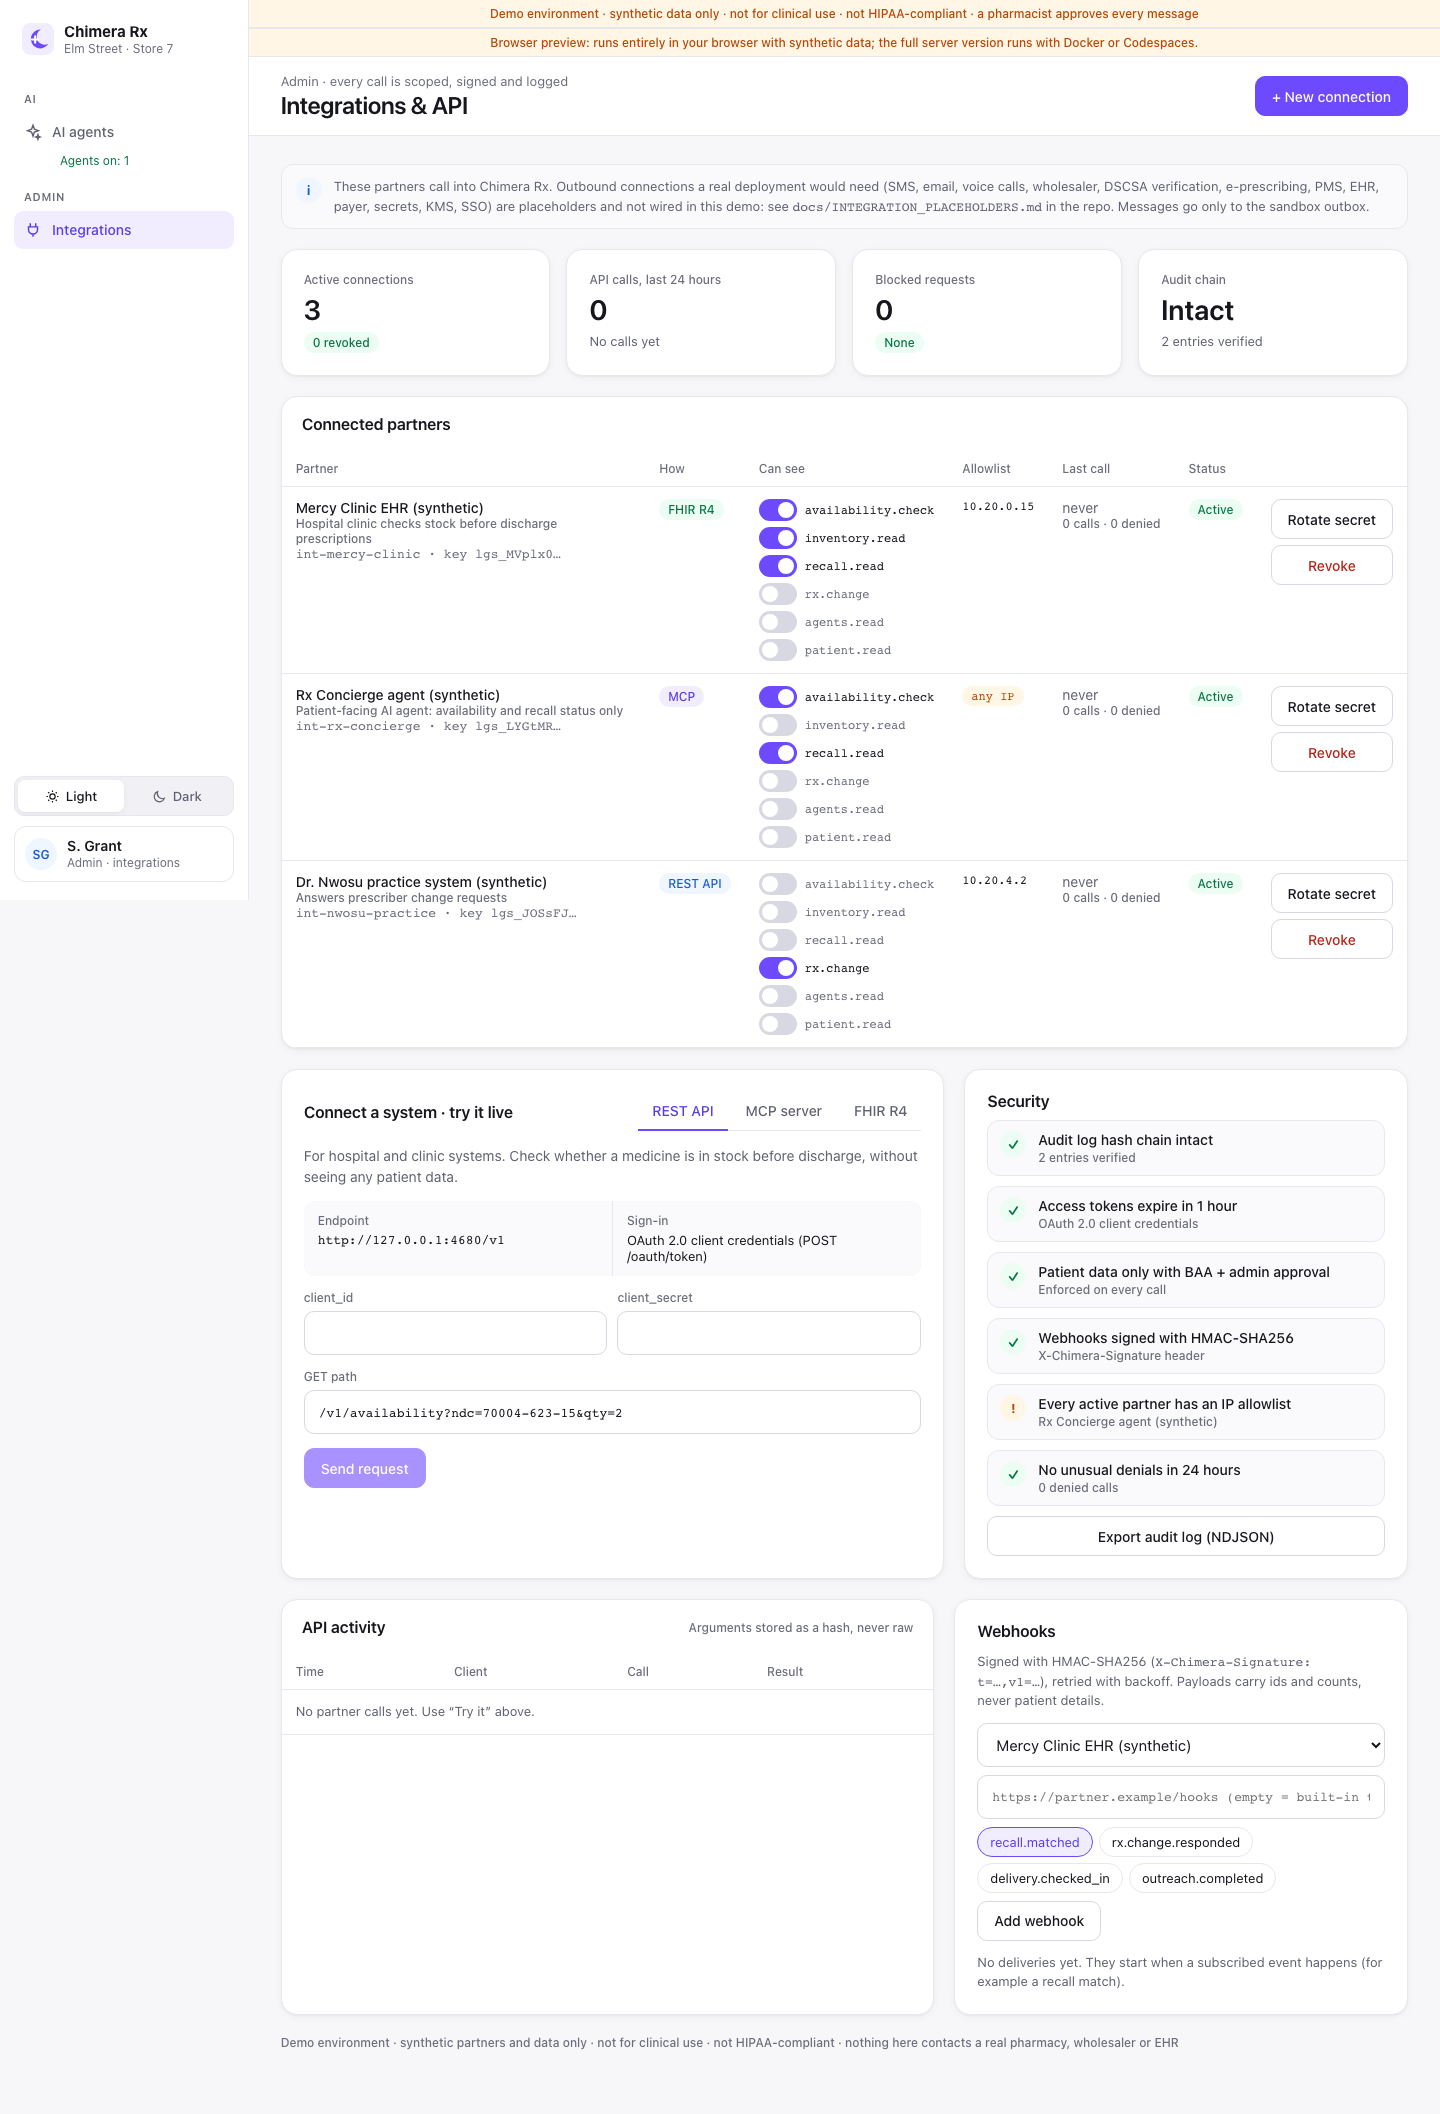 Chimera Rx
Elm Street · Store 7
AI
AI agents
Agents on: 1
ADMIN
Integrations
Light
Dark
SG
S. Grant
Admin · integrations
Demo environment · synthetic data only · not for clinical use · not HIPAA-compliant · a pharmacist approves every message
Browser preview: runs entirely in your browser with synthetic data; the full server version runs with Docker or Codespaces.
Admin · every call is scoped, signed and logged
Integrations & API
+ New connection
i
These partners call into Chimera Rx. Outbound connections a real deployment would need (SMS, email, voice calls, wholesaler, DSCSA verification, e-prescribing, PMS, EHR,
payer, secrets, KMS, SSO) are placeholders and not wired in this demo: see docs/INTEGRATION_PLACEHOLDERS.md in the repo. Messages go only to the sandbox outbox.
Active connections
3
0 revoked
API calls, last 24 hours
0
No calls yet
Blocked requests
0
None
Audit chain
Intact
2 entries verified
Connected partners
Partner
How
Can see
Allowlist
Last call
Status
Mercy Clinic EHR (synthetic)
Hospital clinic checks stock before discharge
prescriptions
int-mercy-clinic · key lgs_MVplx0…
FHIR R4
availability.check
inventory.read
recall.read
rx.change
agents.read
patient.read
10.20.0.15
never
0 calls · 0 denied
Active
Rotate secret
Revoke
Rx Concierge agent (synthetic)
Patient-facing AI agent: availability and recall status only
int-rx-concierge · key lgs_LYGtMR…
MCP
availability.check
inventory.read
recall.read
rx.change
agents.read
patient.read
any IP
never
0 calls · 0 denied
Active
Rotate secret
Revoke
Dr. Nwosu practice system (synthetic)
Answers prescriber change requests
int-nwosu-practice · key lgs_JOSsFJ…
REST API
availability.check
inventory.read
recall.read
rx.change
agents.read
patient.read
10.20.4.2
never
0 calls · 0 denied
Active
Rotate secret
Revoke
Connect a system · try it live
REST API
MCP server
FHIR R4
For hospital and clinic systems. Check whether a medicine is in stock before discharge, without
seeing any patient data.
Endpoint
http://127.0.0.1:4680/v1
Sign-in
OAuth 2.0 client credentials (POST
/oauth/token)
client_id
client_secret
GET path
/v1/availability?ndc=70004-623-15&qty=2
Send request
Security
Audit log hash chain intact
2 entries verified
Access tokens expire in 1 hour
OAuth 2.0 client credentials
Patient data only with BAA + admin approval
Enforced on every call
Webhooks signed with HMAC-SHA256
X-Chimera-Signature header
!
Every active partner has an IP allowlist
Rx Concierge agent (synthetic)
No unusual denials in 24 hours
0 denied calls
Export audit log (NDJSON)
API activity
Arguments stored as a hash, never raw
Time
Client
Call
Result
No partner calls yet. Use “Try it” above.
Webhooks
Signed with HMAC-SHA256 (X-Chimera-Signature:
t=…,v1=…), retried with backoff. Payloads carry ids and counts,
never patient details.
Mercy Clinic EHR (synthetic)
https://partner.example/hooks (empty = built-in
recall.matched
rx.change.responded
delivery.checked_in
outreach.completed
Add webhook
No deliveries yet. They start when a subscribed event happens (for
example a recall match).
Demo environment · synthetic partners and data only · not for clinical use · not HIPAA-compliant · nothing here contacts a real pharmacy, wholesaler or EHR